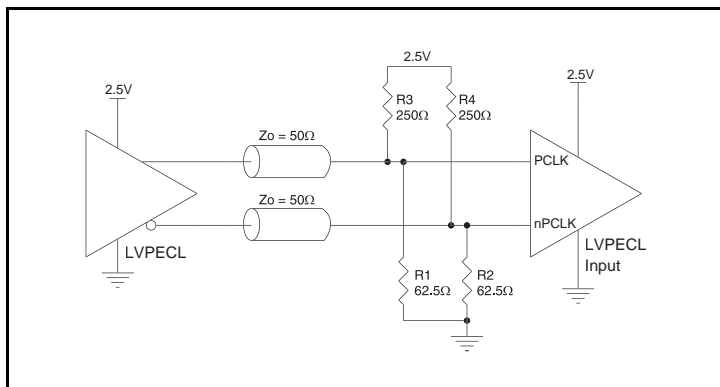 2.5V
2.5V
2.5V
R3
250Ω
R4
250Ω
Zo = 50Ω
PCLK
Zo = 50Ω
nPCLK
LVPECL
LVPECL
Input
R1
62.5Ω
R2
62.5Ω